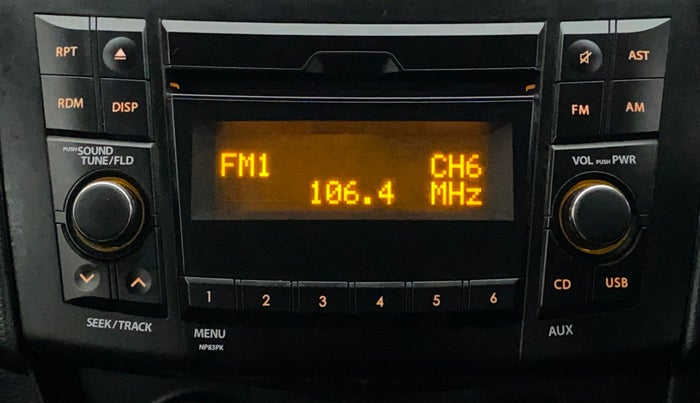 RPT
AST
RDM DISP
FM AM
PUSH SOUND
TUNE/FLD
VOL PUSH PWR
FM1 CH6
106.4 MHz
1 2 3 4 5 6
CD USB
SEEK/TRACK
MENU
AUX
NP83PK